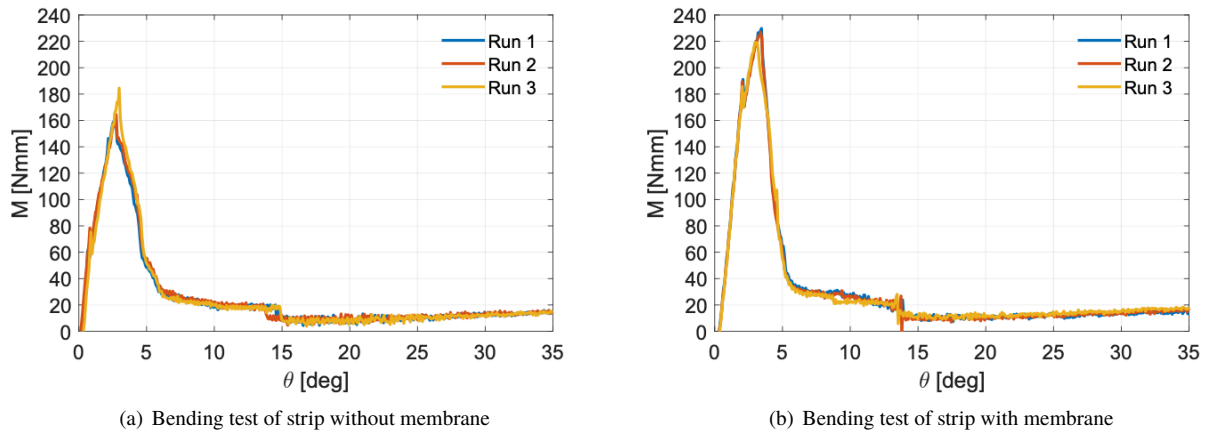 240
220
200
180
160
140
120
100
80
60
40
20
0
M [Nmm]
0 5 10 15 20 25 30 35
θ [deg]
Run 1
Run 2
Run 3
(a) Bending test of strip without membrane
240
220
200
180
160
140
120
100
80
60
40
20
0
M [Nmm]
0 5 10 15 20 25 30 35
θ [deg]
Run 1
Run 2
Run 3
(b) Bending test of strip with membrane